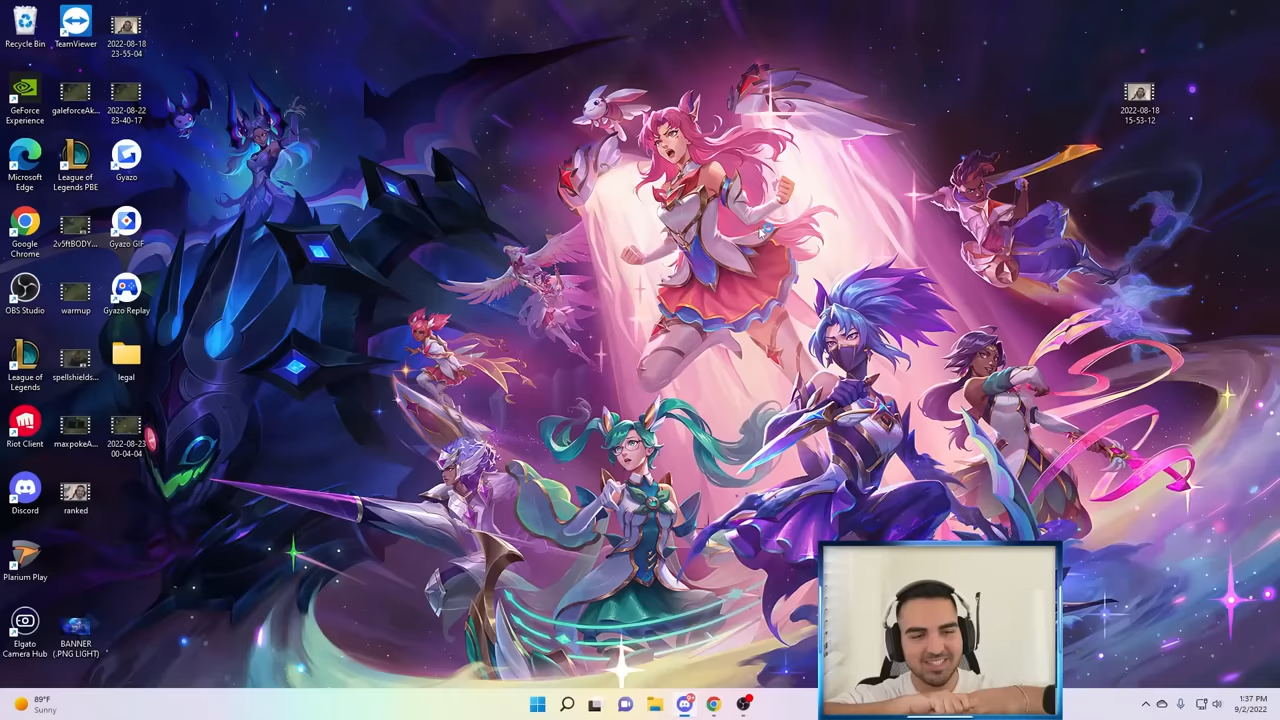 Recycle Bin
TeamViewer
2022-08-18
23-55-04
GeForce
Experience
galeforceAk...
2022-08-22
23-40-17
2022-08-18
15-53-12
Microsoft
Edge
League of
Legends PBE
Gyazo
Google
Chrome
2v5ftBODY...
Gyazo GIF
OBS Studio
warmup
Gyazo Replay
League of
Legends
spellshields...
legal
Riot Client
maxpokeA...
2022-08-23
00-04-04
Discord
ranked
Plarium Play
Elgato
Camera Hub
BANNER
(.PNG LIGHT)
89°F
Sunny
:37 PM
9/2/2022